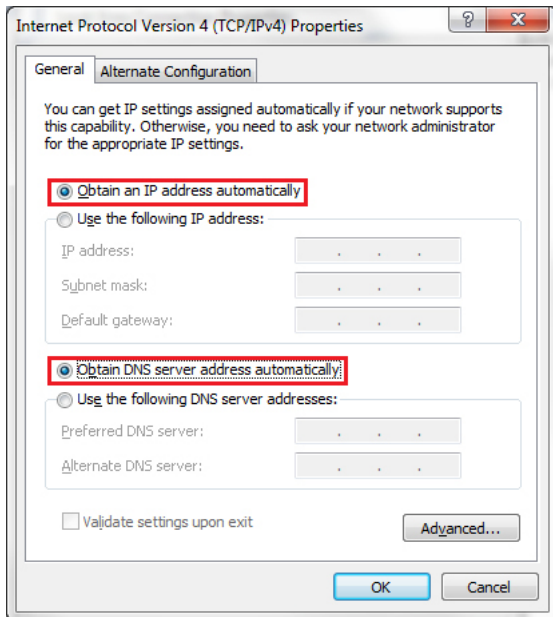 Internet Protocol Version 4 (TCP/IPv4) Properties
General
Alternate Configuration
You can get IP settings assigned automatically if your network supports
this capability. Otherwise, you need to ask your network administrator
for the appropriate IP settings.
Obtain an IP address automatically
Use the following IP address:
IP address:
Subnet mask:
Default gateway:
Obtain DNS server address automatically
Use the following DNS server addresses:
Preferred DNS server:
Alternate DNS server:
Validate settings upon exit
Advanced...
OK
Cancel